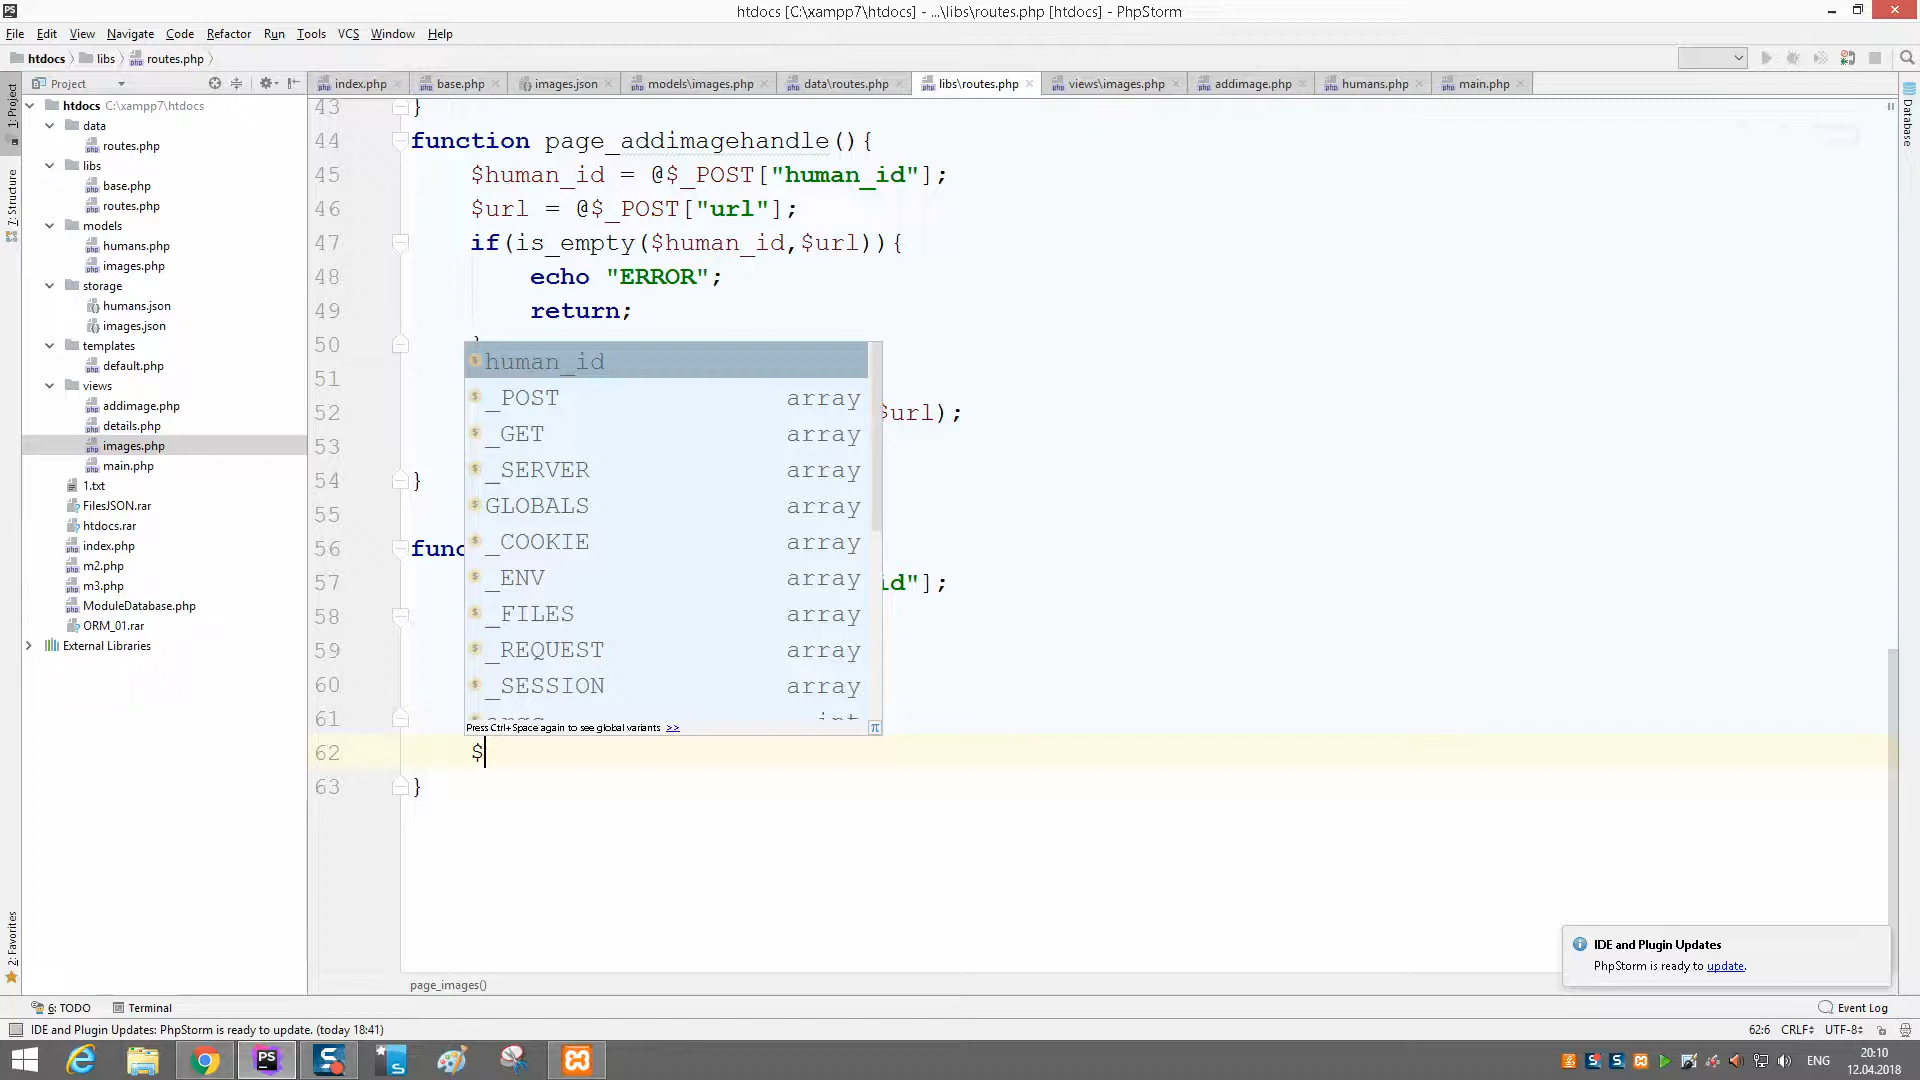 htdocs [C:\xampp7\htdocs] - ...\libs\routes.php [htdocs] - PhpStorm
File Edit View Navigate Code Refactor Run Tools VCS Window Help
htdocs libs routes.php
Project
index.php base.php images.json models\images.php data\routes.php libs\routes.php views\images.php addimage.php humans.php main.php
1: Project
7: Structure
2: Favorites
Database
htdocs C:\xampp7\htdocs
data
routes.php
libs
base.php
routes.php
models
humans.php
images.php
storage
humans.json
images.json
templates
default.php
views
addimage.php
details.php
images.php
main.php
1.txt
FilesJSON.rar
htdocs.rar
index.php
m2.php
m3.php
ModuleDatabase.php
ORM_01.rar
External Libraries
43 }
44 function page_addimagehandle(){
45 $human_id = @$_POST["human_id"];
46 $url = @$_POST["url"];
47 if(is_empty($human_id,$url)){
48 echo "ERROR";
49 return;
50 }
51
52 $url);
53
54 }
55
56 func
57 id"];
58
59
60
61
62 $
63 }
human_id
_POST array
_GET array
_SERVER array
GLOBALS array
_COOKIE array
_ENV array
_FILES array
_REQUEST array
_SESSION array
Press Ctrl+Space again to see global variants >>
π
page_images()
IDE and Plugin Updates
PhpStorm is ready to update.
6: TODO Terminal Event Log
IDE and Plugin Updates: PhpStorm is ready to update. (today 18:41) 62:6 CRLF UTF-8
ENG
20:10
12.04.2018